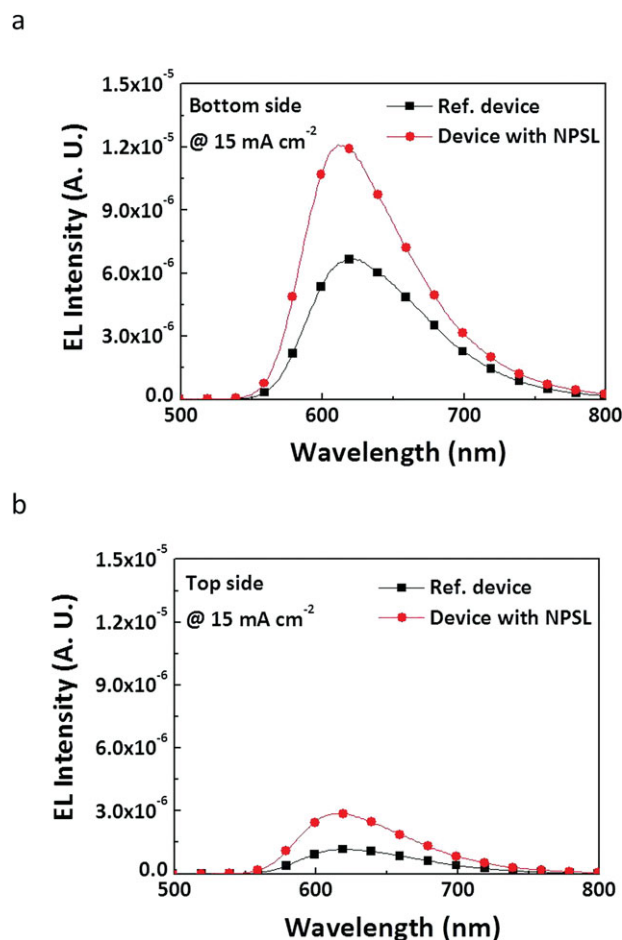 a
1.5x10⁻⁵
Bottom side
@ 15 mA cm⁻²
Ref. device
Device with NPSL
1.2x10⁻⁵
9.0x10⁻⁶
6.0x10⁻⁶
3.0x10⁻⁶
0.0
EL Intensity (A. U.)
500 600 700 800
Wavelength (nm)
b
1.5x10⁻⁵
Top side
@ 15 mA cm⁻²
Ref. device
Device with NPSL
1.2x10⁻⁵
9.0x10⁻⁶
6.0x10⁻⁶
3.0x10⁻⁶
0.0
EL Intensity (A. U.)
500 600 700 800
Wavelength (nm)